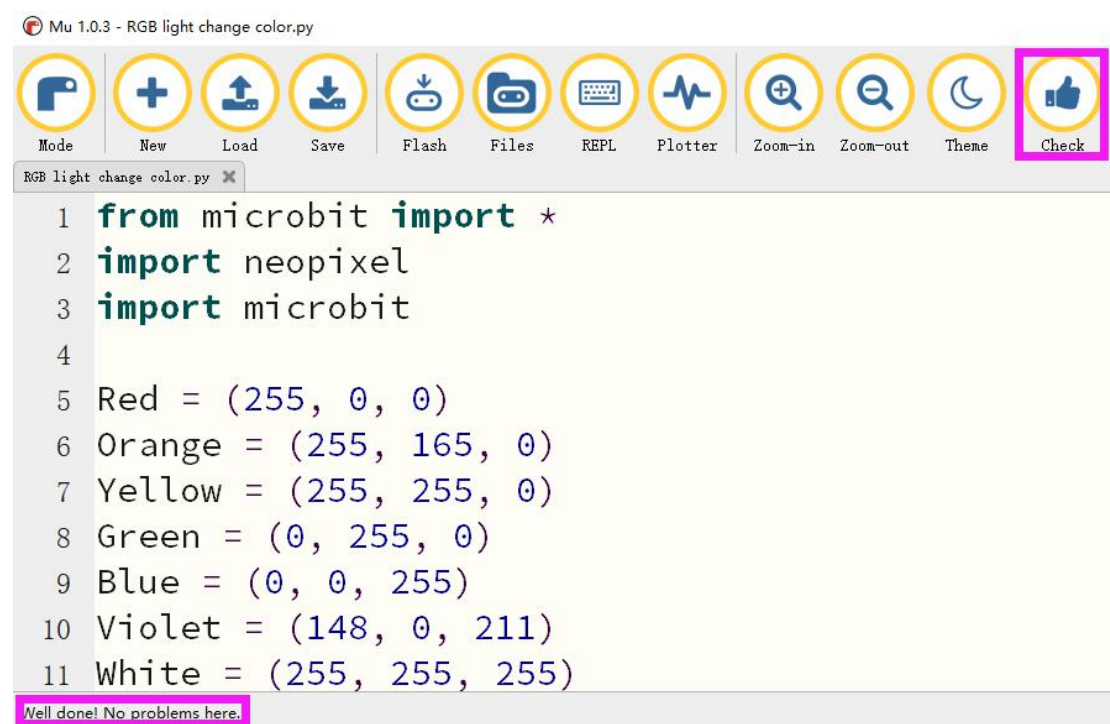 Mu 1.0.3 - RGB light change color.py
Mode New Load Save Flash Files REPL Plotter Zoom-in Zoom-out Theme Check
RGB light change color.py
1 from microbit import *
2 import neopixel
3 import microbit
4
5 Red = (255, 0, 0)
6 Orange = (255, 165, 0)
7 Yellow = (255, 255, 0)
8 Green = (0, 255, 0)
9 Blue = (0, 0, 255)
10 Violet = (148, 0, 211)
11 White = (255, 255, 255)
Well done! No problems here.